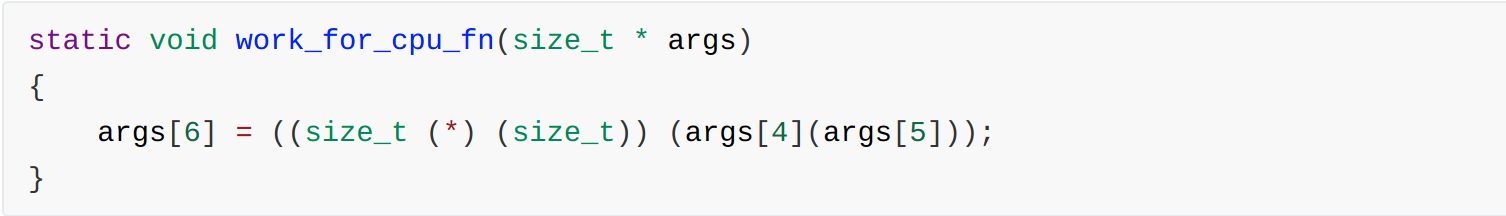 static void work_for_cpu_fn(size_t * args)
{
    args[6] = ((size_t (*) (size_t)) (args[4](args[5]));
}